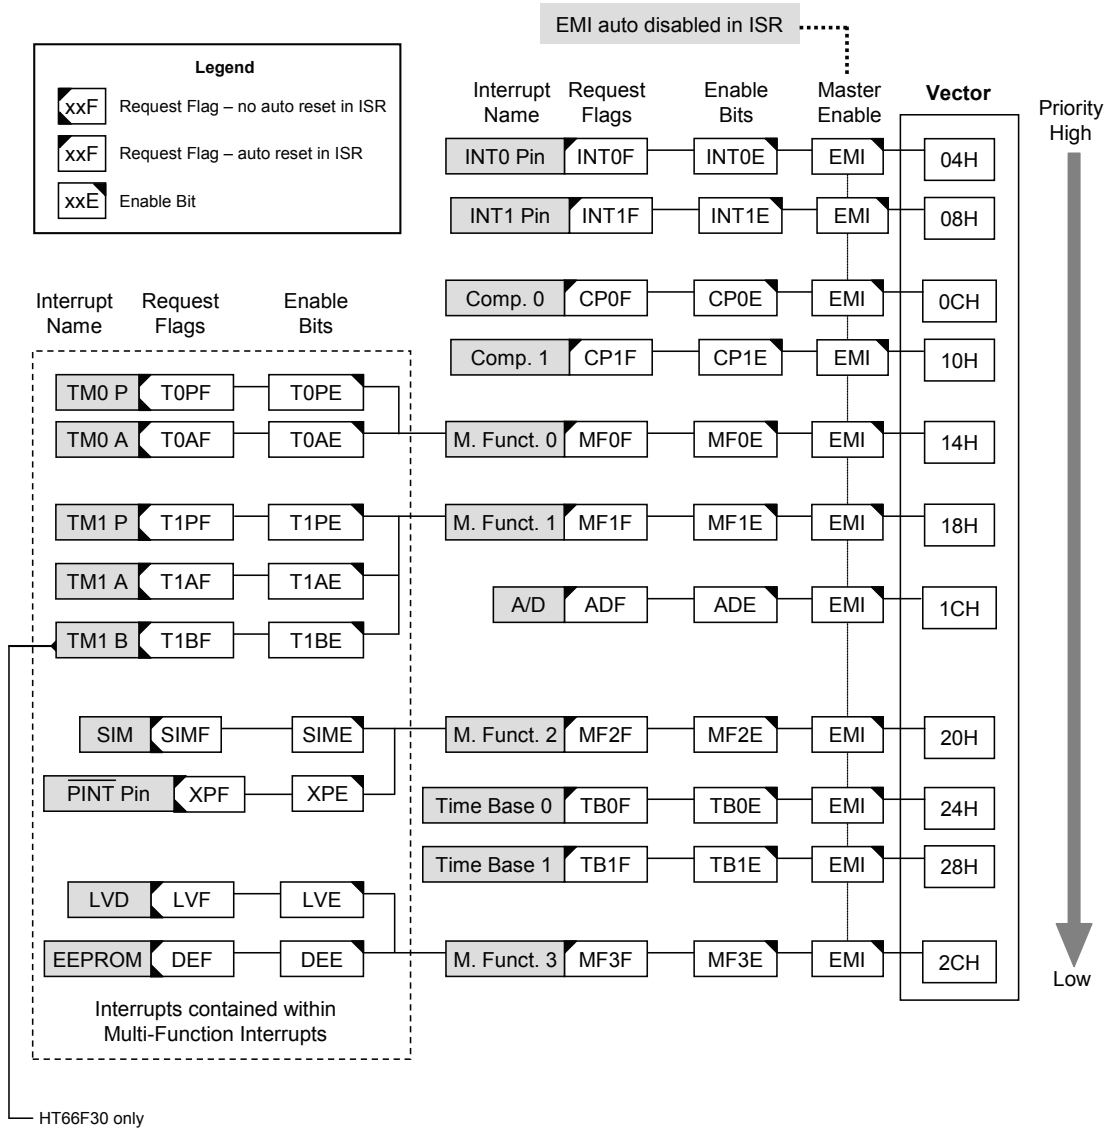 EMI auto disabled in ISR
Legend
xxF Request Flag – no auto reset in ISR
xxF Request Flag – auto reset in ISR
xxE Enable Bit
Interrupt Name Request Flags Enable Bits Master Enable Vector
Priority High
INT0 Pin INT0F INT0E EMI 04H
INT1 Pin INT1F INT1E EMI 08H
Comp. 0 CP0F CP0E EMI 0CH
Comp. 1 CP1F CP1E EMI 10H
Interrupt Name Request Flags Enable Bits
TM0 P T0PF T0PE
TM0 A T0AF T0AE M. Funct. 0 MF0F MF0E EMI 14H
TM1 P T1PF T1PE M. Funct. 1 MF1F MF1E EMI 18H
TM1 A T1AF T1AE A/D ADF ADE EMI 1CH
TM1 B T1BF T1BE
SIM SIMF SIME M. Funct. 2 MF2F MF2E EMI 20H
PINT Pin XPF XPE Time Base 0 TB0F TB0E EMI 24H
Time Base 1 TB1F TB1E EMI 28H
LVD LVF LVE
EEPROM DEF DEE M. Funct. 3 MF3F MF3E EMI 2CH
Low
Interrupts contained within
Multi-Function Interrupts
HT66F30 only